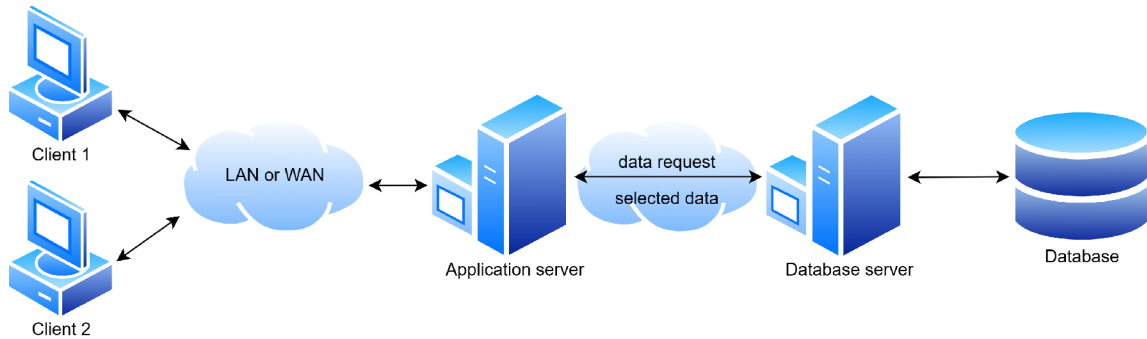 Client 1
LAN or WAN
Client 2
Application server
data request
selected data
Database server
Database